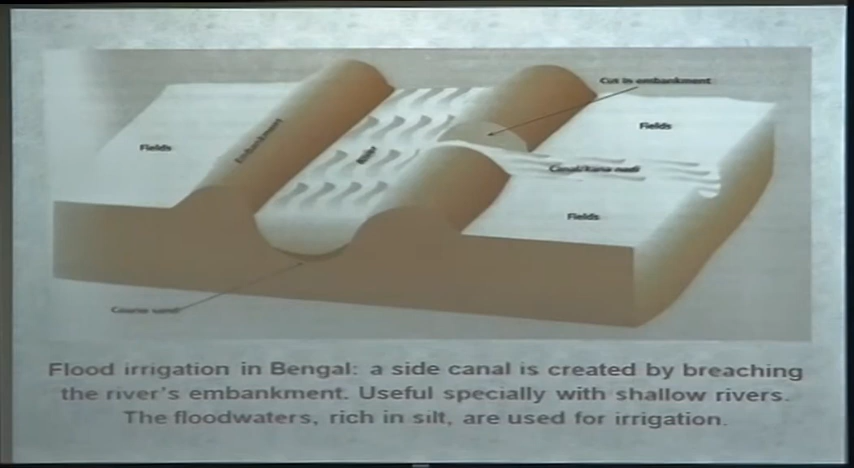 Cut in embankment
Fields
Fields
Embankment
River
Canal/kana nadi
Fields
Coarse sand
Flood irrigation in Bengal: a side canal is created by breaching
the river's embankment. Useful specially with shallow rivers.
The floodwaters, rich in silt, are used for irrigation.